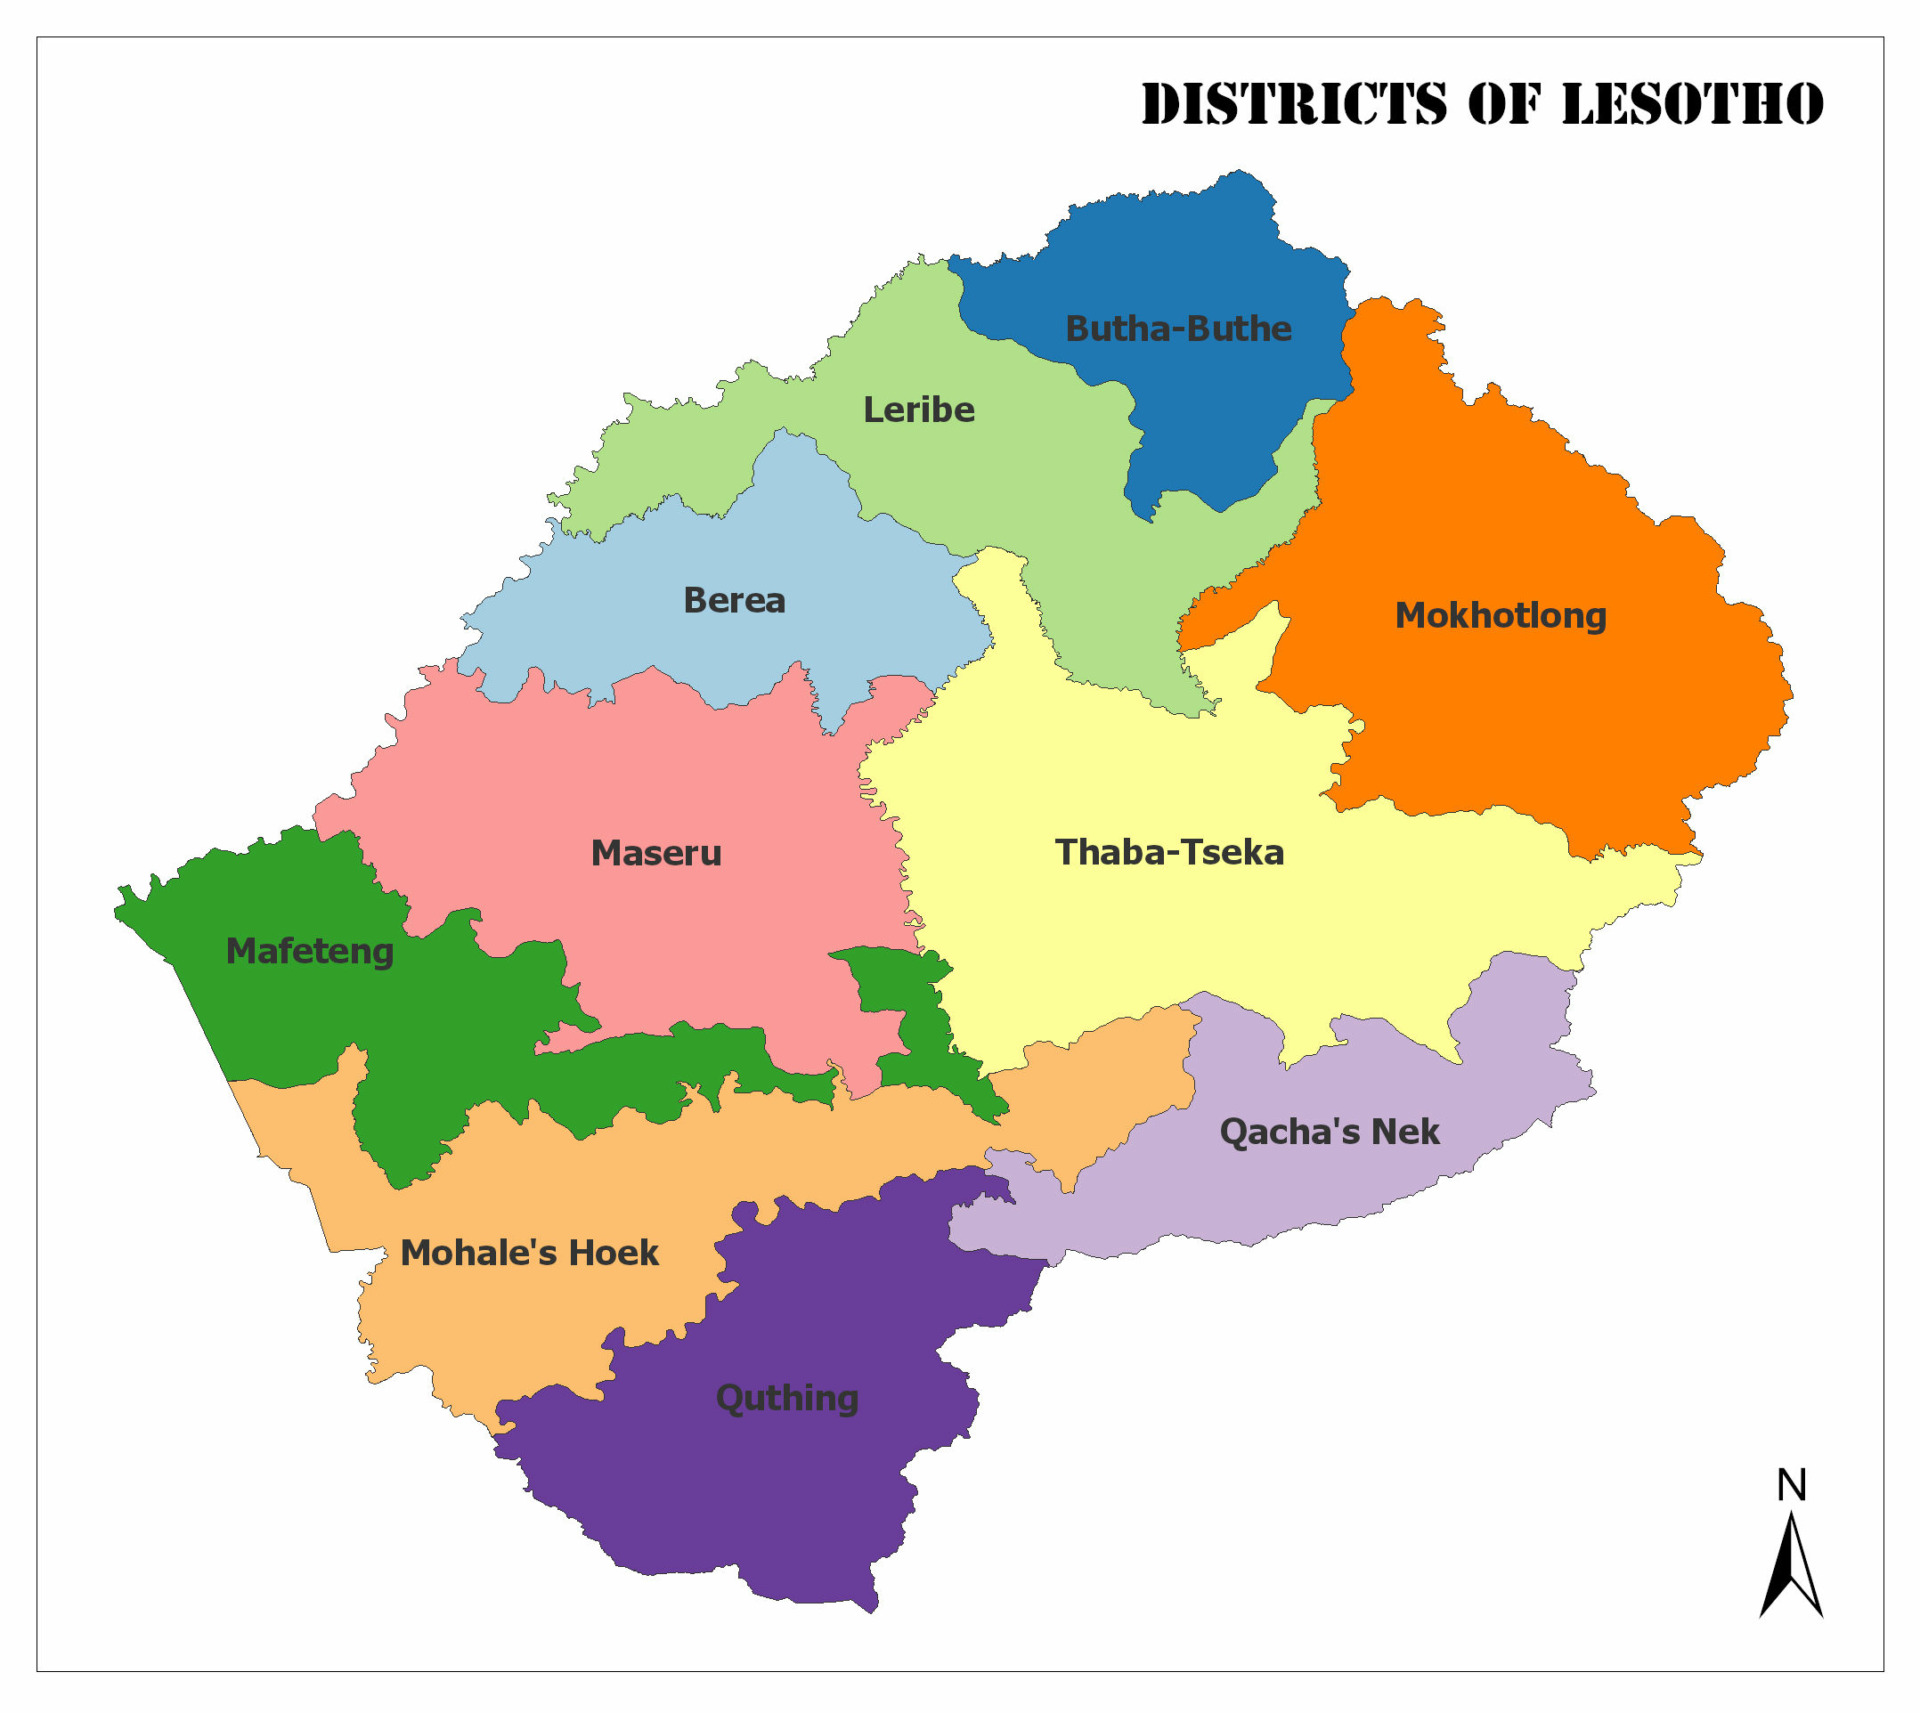 DISTRICTS OF LESOTHO
Butha-Buthe
Leribe
Berea
Mokhotlong
Maseru
Thaba-Tseka
Mafeteng
Qacha's Nek
Mohale's Hoek
Quthing
N